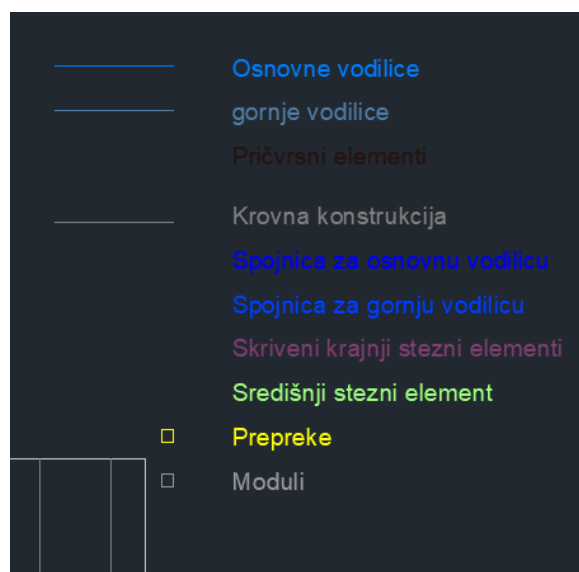 Osnovne vodilice
gornje vodilice
Pričvrsni elementi
Krovna konstrukcija
Spojnica za osnovnu vodilicu
Spojnica za gornju vodilicu
Skriveni krajnji stezni elementi
Središnji stezni element
Prepreke
Moduli